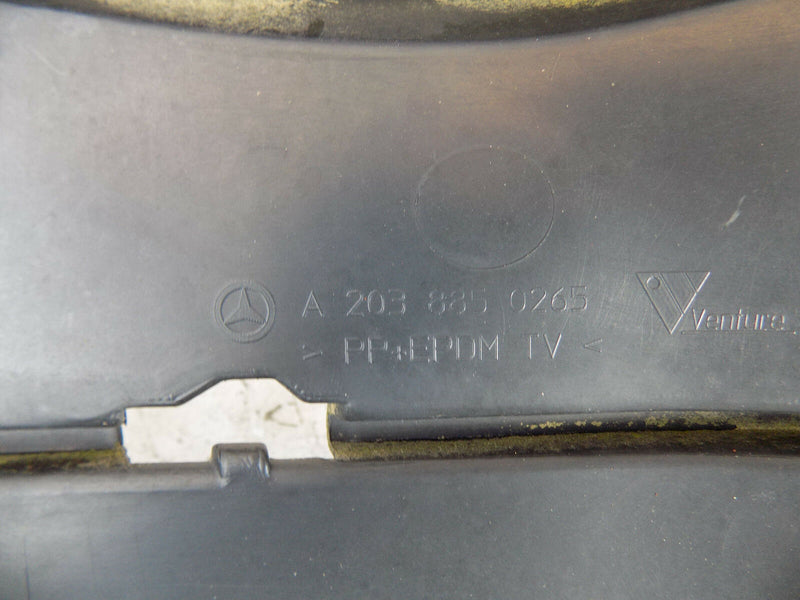 A 203 885 0265
> PP+EPDM TV <
Venture